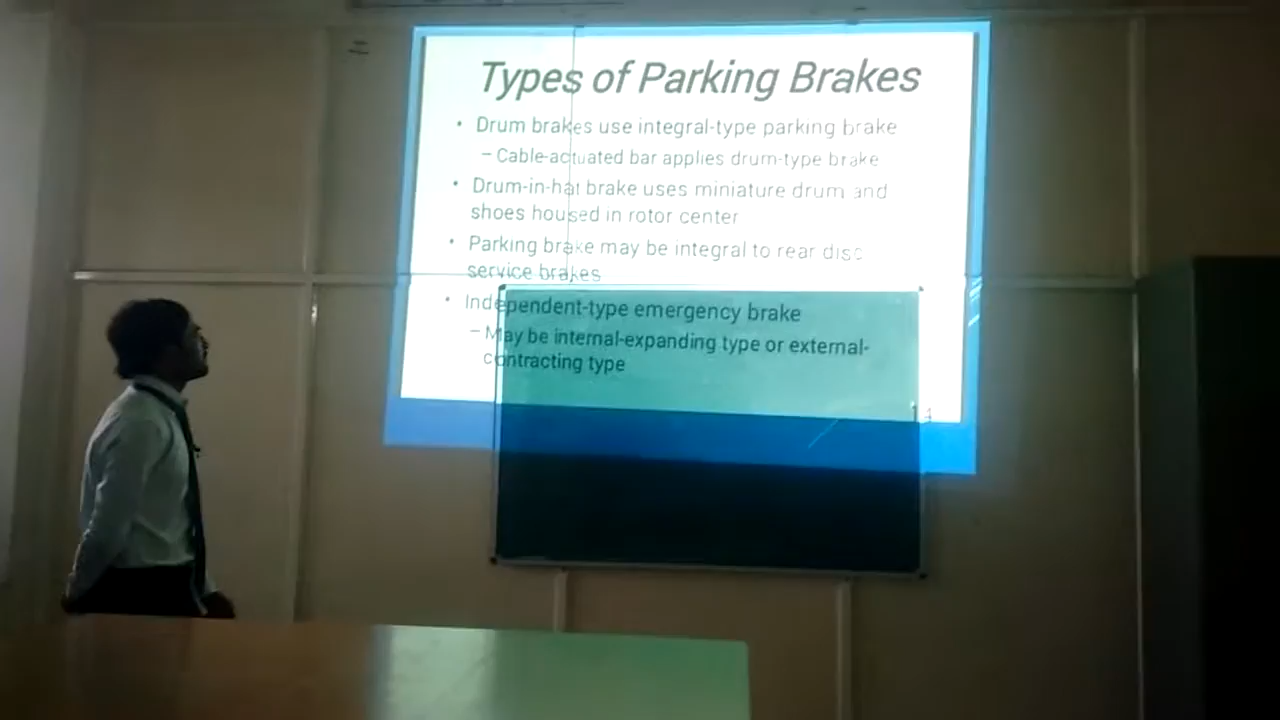 Types of Parking Brakes
• Drum brakes use integral-type parking brake
– Cable-actuated bar applies drum-type brake
• Drum-in-hat brake uses miniature drum and
shoes housed in rotor center
• Parking brake may be integral to rear disc
service brakes
• Independent-type emergency brake
– May be internal-expanding type or external-
contracting type